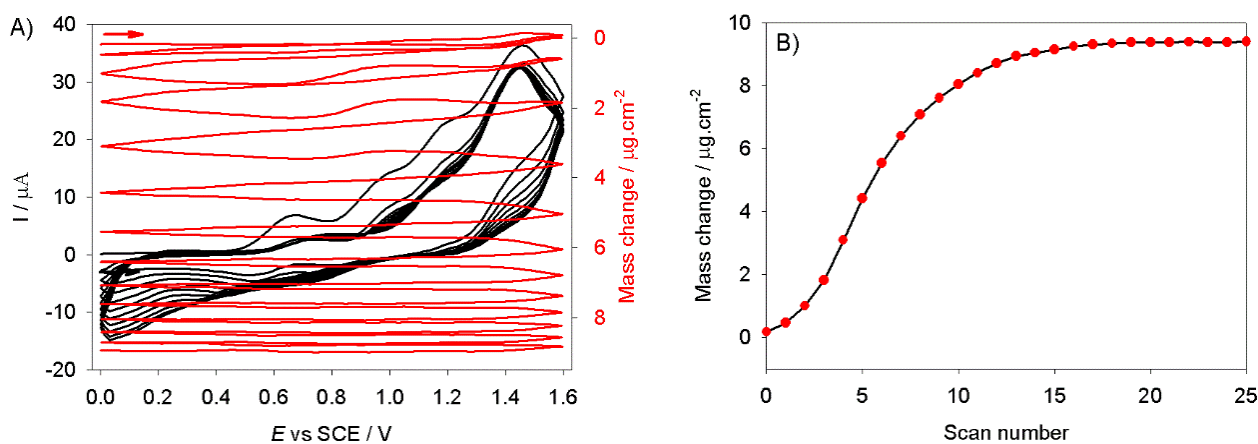 A)
40
30
20
10
0
-10
-20
I / μA
0.0 0.2 0.4 0.6 0.8 1.0 1.2 1.4 1.6
E vs SCE / V
0
2
4
6
8
Mass change / μg.cm-2
B)
10
8
6
4
2
0
Mass change / μg.cm-2
0 5 10 15 20 25
Scan number